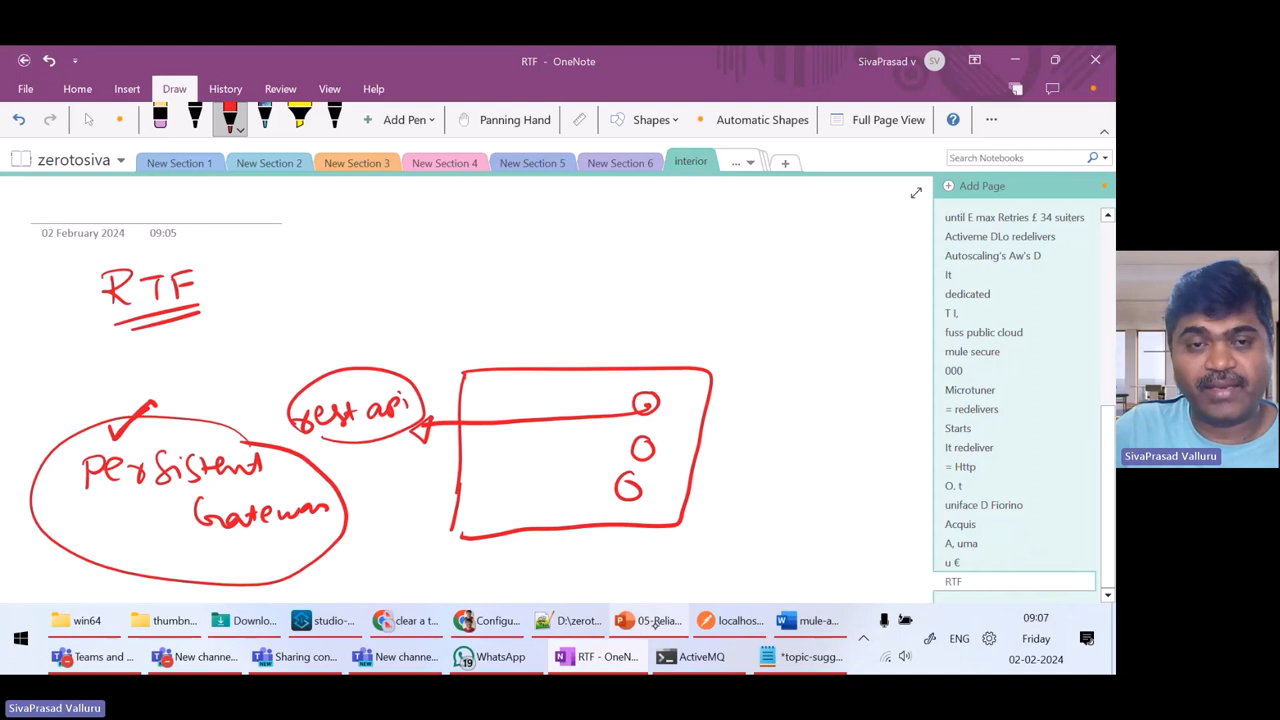 RTF - OneNote
SivaPrasad v
SV
File
Home
Insert
Draw
History
Review
View
Help
Add Pen
Panning Hand
Shapes
Automatic Shapes
Full Page View
zerotosiva
New Section 1
New Section 2
New Section 3
New Section 4
New Section 5
New Section 6
interior
...
Search Notebooks
Add Page
until E max Retries £ 34 suiters
Activeme DLo redelivers
Autoscaling's Aw's D
It
dedicated
T I,
fuss public cloud
mule secure
000
Microtuner
= redelivers
Starts
It redeliver
= Http
O. t
uniface D Fiorino
Acquis
A, uma
u €
RTF
02 February 2024
09:05
RTF
rest api
Persistent
Gateway
SivaPrasad Valluru
win64
thumbn...
Downlo...
studio-...
clear a t...
Configu...
D:\zerot...
05-Relia...
localhos...
mule-a...
ENG
09:07
Friday
02-02-2024
Teams and ...
New channe...
Sharing con...
New channe...
19
WhatsApp
RTF - OneN...
ActiveMQ
*topic-sugg...
SivaPrasad Valluru